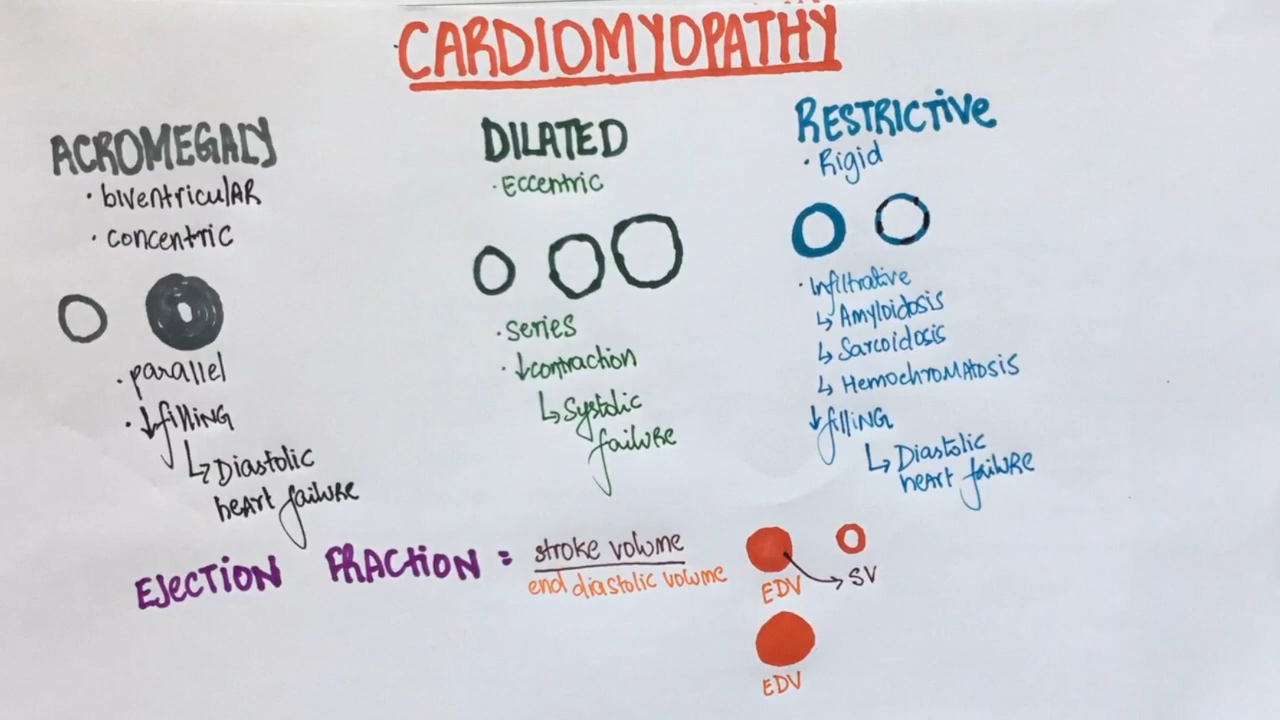 CARDIOMYOPATHY
ACROMEGALY
· biventriculAR
· concentric
· parallel
· ↓filliNG
↳ Diastolic
heArt failuRe
DILATED
· Eccentric
· series
· ↓contraction
↳ Systolic
failuRe
RESTRICTive
· Rigid
· Infiltrative
↳ Amyloidosis
↳ Sarcoidosis
↳ HemochroMAtosis
↓ filliNG
↳ Diastolic
heArt failuRe
EJECTION FRACTION = stroke volume
end diastolic volume
EDV
→ SV
EDV